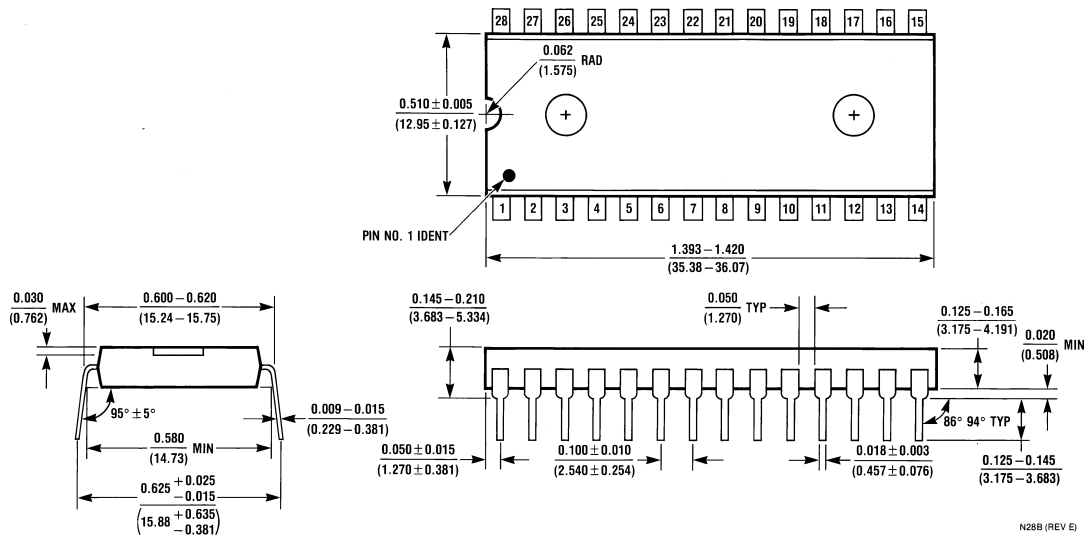 28 27 26 25 24 23 22 21 20 19 18 17 16 15
0.062
(1.575)
RAD
0.510 ± 0.005
(12.95 ± 0.127)
PIN NO. 1 IDENT
1 2 3 4 5 6 7 8 9 10 11 12 13 14
1.393 – 1.420
(35.38 – 36.07)
0.030
(0.762)
MAX
0.600 – 0.620
(15.24 – 15.75)
95° ± 5°
0.009 – 0.015
(0.229 – 0.381)
0.580
(14.73)
MIN
0.625 + 0.025
– 0.015
(15.88 + 0.635
– 0.381)
0.145 – 0.210
(3.683 – 5.334)
0.050
(1.270)
TYP
0.125 – 0.165
(3.175 – 4.191)
0.020
(0.508)
MIN
86° 94° TYP
0.050 ± 0.015
(1.270 ± 0.381)
0.100 ± 0.010
(2.540 ± 0.254)
0.018 ± 0.003
(0.457 ± 0.076)
0.125 – 0.145
(3.175 – 3.683)
N28B (REV E)